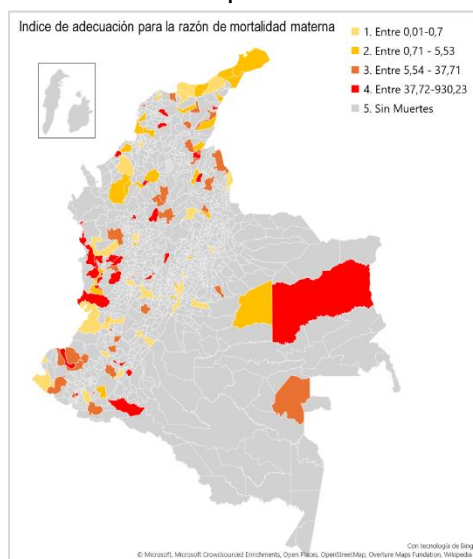 Indice de adecuación para la razón de mortalidad materna
1. Entre 0,01-0,7
2. Entre 0,71 - 5,53
3. Entre 5,54 - 37,71
4. Entre 37,72-930,23
5. Sin Muertes
Con tecnología de Bing
© Microsoft, Microsoft Crowdsourced Enrichments, Open Places, OpenStreetMap, Overture Maps Fundation, Wikipedia